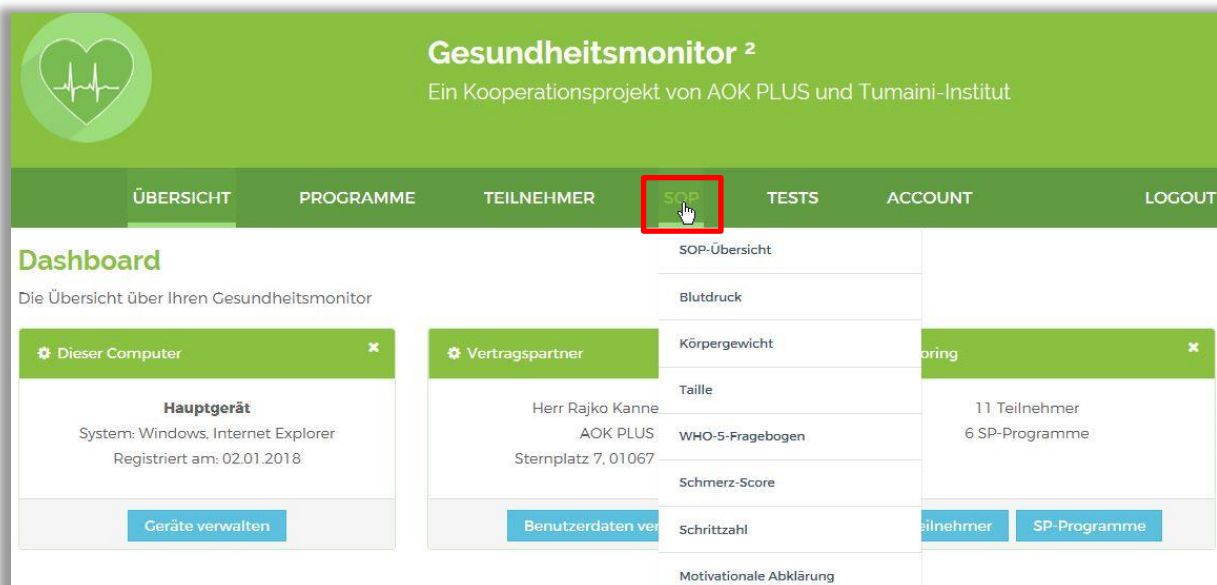 Gesundheitsmonitor ²
Ein Kooperationsprojekt von AOK PLUS und Tumaini-Institut
ÜBERSICHT PROGRAMME TEILNEHMER SOP TESTS ACCOUNT LOGOUT
Dashboard
Die Übersicht über Ihren Gesundheitsmonitor
SOP-Übersicht
Blutdruck
Körpergewicht
Taille
WHO-5-Fragebogen
Schmerz-Score
Schrittzahl
Motivationale Abklärung
Dieser Computer
Hauptgerät
System: Windows, Internet Explorer
Registriert am: 02.01.2018
Geräte verwalten
Vertragspartner
Herr Rajko Kanne
AOK PLUS
Sternplatz 7, 01067
Benutzerdaten
11 Teilnehmer
6 SP-Programme
SP-Programme